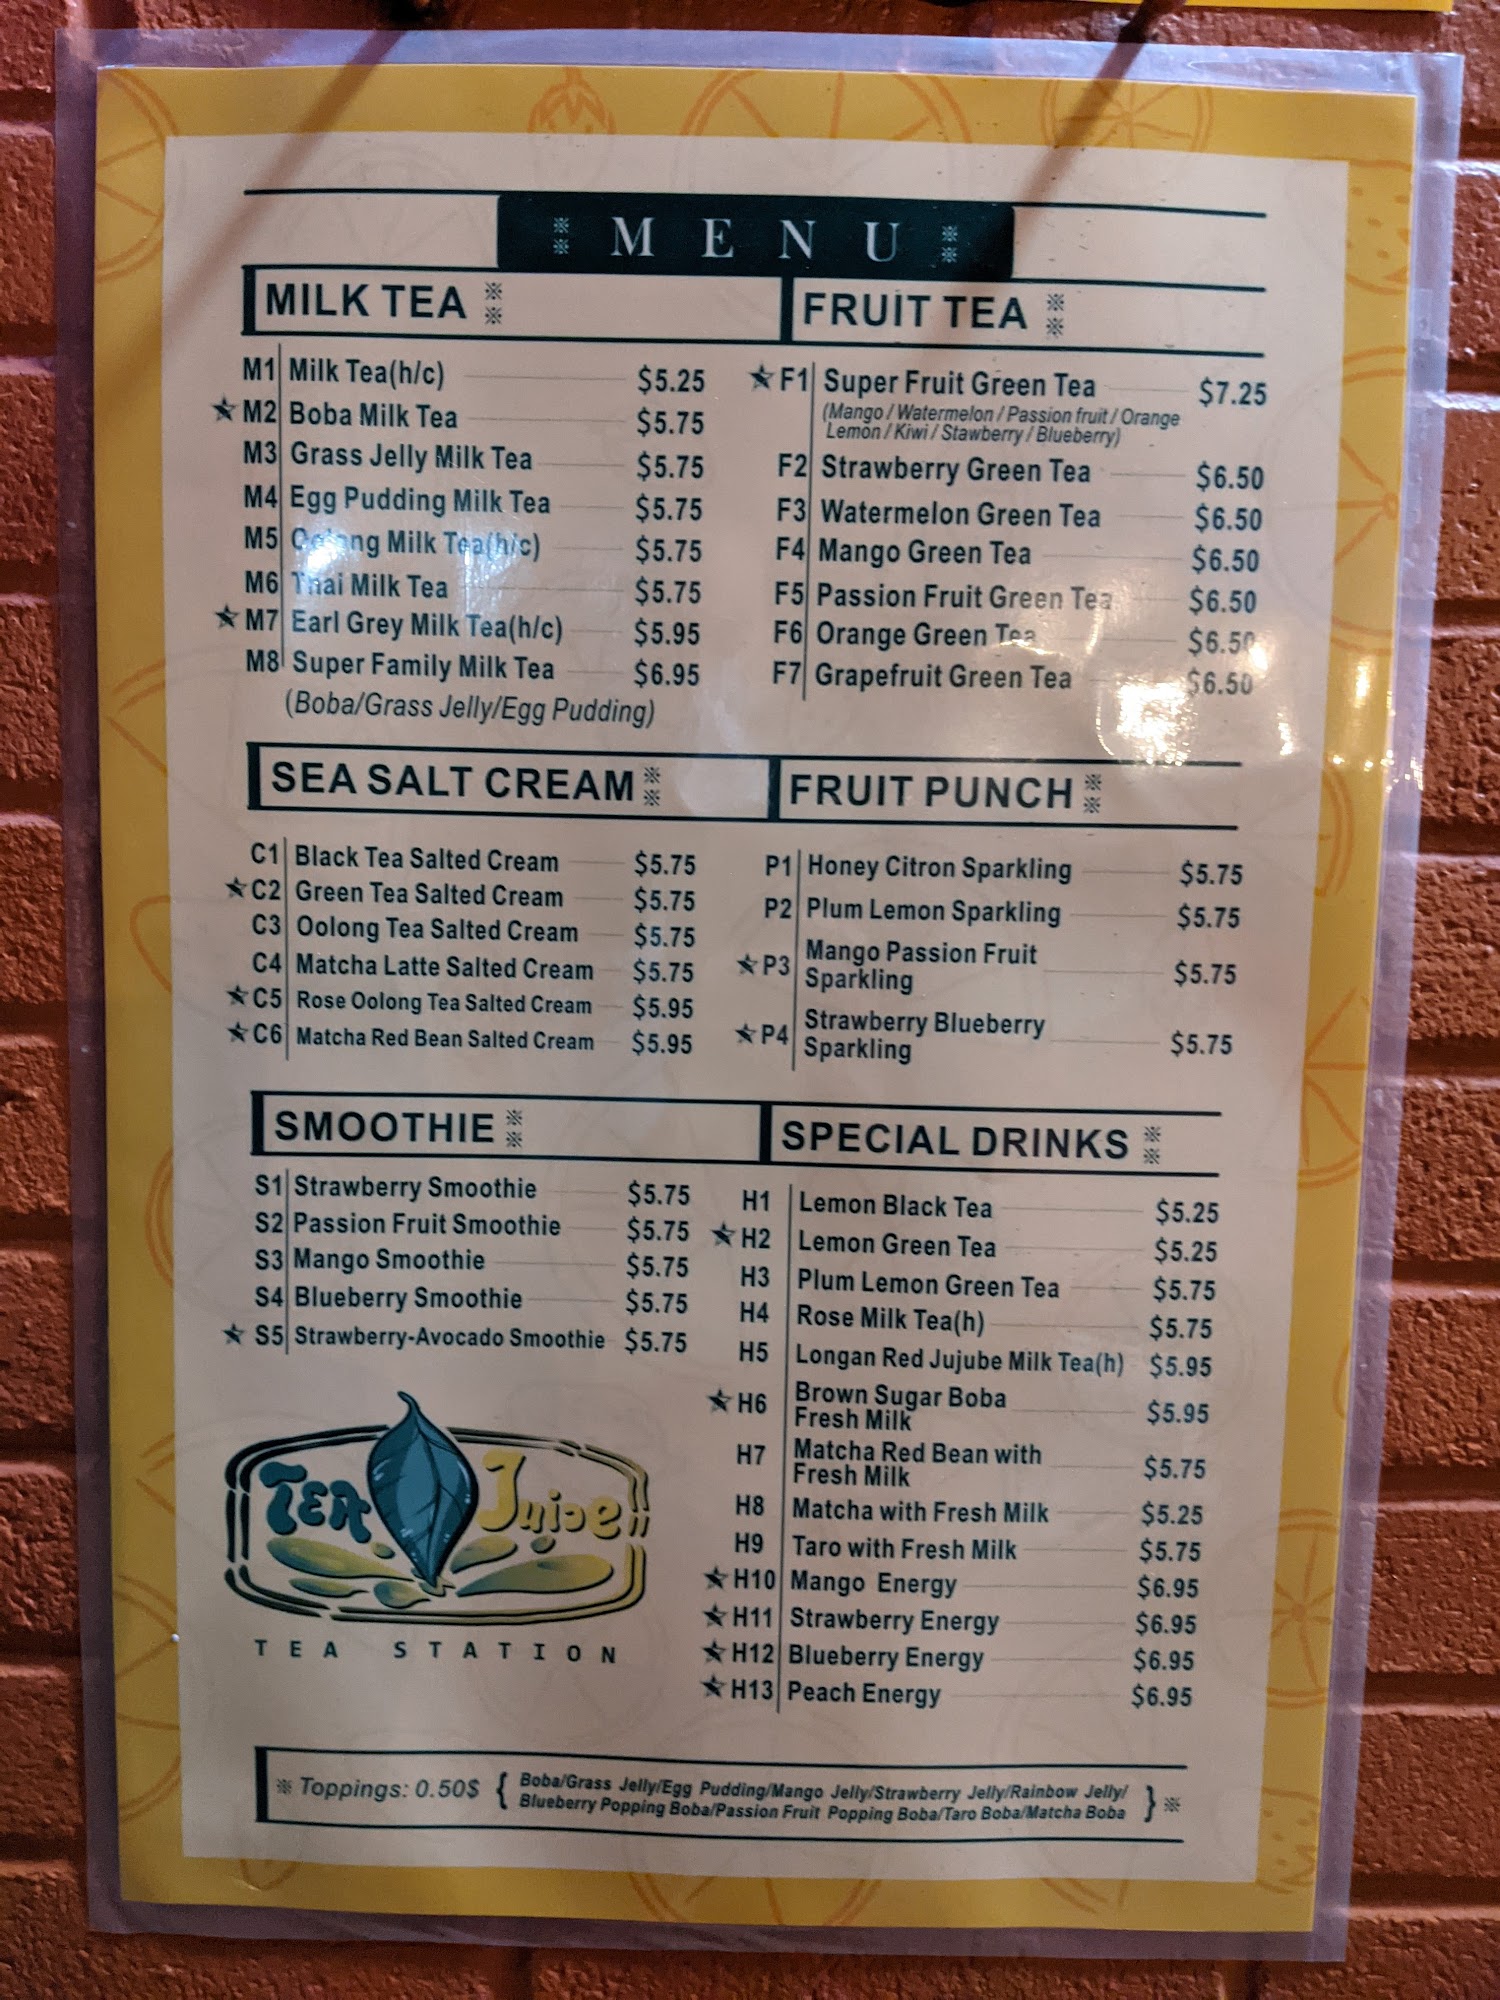 MENU
MILK TEA
M1 Milk Tea(h/c) $5.25
★ M2 Boba Milk Tea $5.75
M3 Grass Jelly Milk Tea $5.75
M4 Egg Pudding Milk Tea $5.75
M5 Oolong Milk Tea(h/c) $5.75
M6 Thai Milk Tea $5.75
★ M7 Earl Grey Milk Tea(h/c) $5.95
M8 Super Family Milk Tea $6.95
(Boba/Grass Jelly/Egg Pudding)
FRUIT TEA
★ F1 Super Fruit Green Tea $7.25
(Mango / Watermelon / Passion fruit / Orange
Lemon / Kiwi / Stawberry / Blueberry)
F2 Strawberry Green Tea $6.50
F3 Watermelon Green Tea $6.50
F4 Mango Green Tea $6.50
F5 Passion Fruit Green Tea $6.50
F6 Orange Green Tea $6.50
F7 Grapefruit Green Tea $6.50
SEA SALT CREAM
C1 Black Tea Salted Cream $5.75
★ C2 Green Tea Salted Cream $5.75
C3 Oolong Tea Salted Cream $5.75
C4 Matcha Latte Salted Cream $5.75
★ C5 Rose Oolong Tea Salted Cream $5.95
★ C6 Matcha Red Bean Salted Cream $5.95
FRUIT PUNCH
P1 Honey Citron Sparkling $5.75
P2 Plum Lemon Sparkling $5.75
★ P3 Mango Passion Fruit
Sparkling $5.75
★ P4 Strawberry Blueberry
Sparkling $5.75
SMOOTHIE
S1 Strawberry Smoothie $5.75
S2 Passion Fruit Smoothie $5.75
S3 Mango Smoothie $5.75
S4 Blueberry Smoothie $5.75
★ S5 Strawberry-Avocado Smoothie $5.75
SPECIAL DRINKS
H1 Lemon Black Tea $5.25
★ H2 Lemon Green Tea $5.25
H3 Plum Lemon Green Tea $5.75
H4 Rose Milk Tea(h) $5.75
H5 Longan Red Jujube Milk Tea(h) $5.95
★ H6 Brown Sugar Boba
Fresh Milk $5.95
H7 Matcha Red Bean with
Fresh Milk $5.75
H8 Matcha with Fresh Milk $5.25
H9 Taro with Fresh Milk $5.75
★ H10 Mango Energy $6.95
★ H11 Strawberry Energy $6.95
★ H12 Blueberry Energy $6.95
★ H13 Peach Energy $6.95
TEA Juice
TEA STATION
※ Toppings: 0.50$ { Boba/Grass Jelly/Egg Pudding/Mango Jelly/Strawberry Jelly/Rainbow Jelly/
Blueberry Popping Boba/Passion Fruit Popping Boba/Taro Boba/Matcha Boba } ※